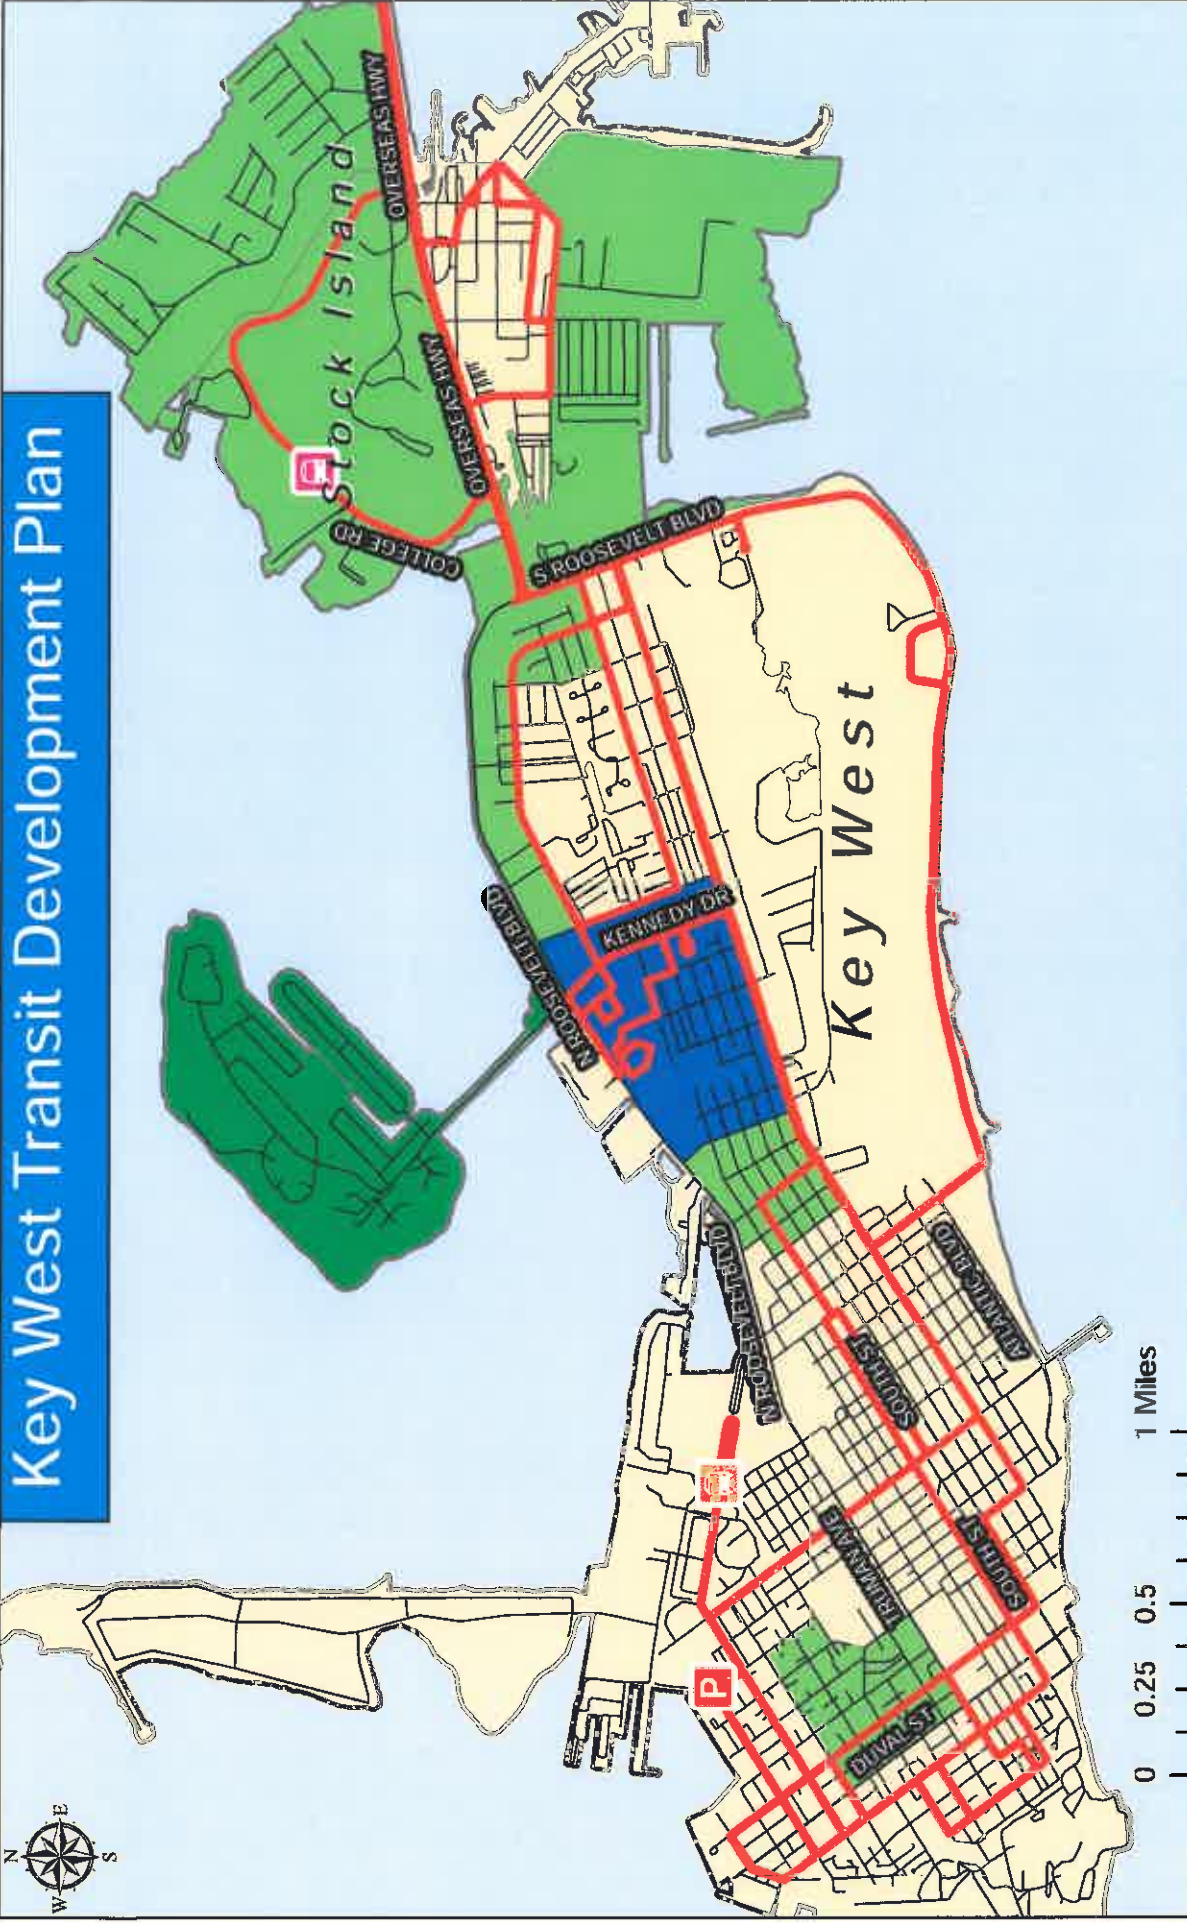 Key West Transit Development Plan
N
W
E
S
OVERSEAS HWY
Stock Island
OVERSEAS HWY
COLLEGE RD
S ROOSEVELT BLVD
N ROOSEVELT BLVD
KENNEDY DR
Key West
N ROOSEVELT BLVD
ATLANTIC BLVD
SOUTH ST
TRUMAN AVE
SOUTH ST
P
DUVAL ST
0 0.25 0.5 1 Miles